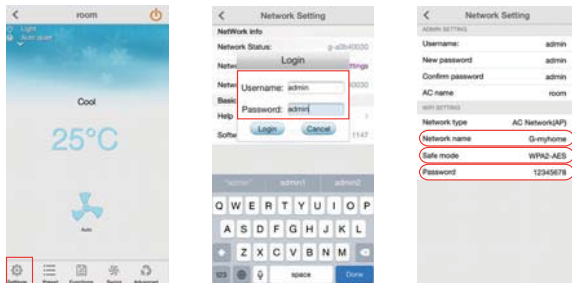 room
Light
Auto quiet
Cool
25°C
Auto
Settings
Preset
Functions
Swing
Advanced
Network Setting
NetWork info
Network Status:
Login
Username: admin
Password: admin
Basic
Help
Login Cancel
1147
"admin" admin1 admin2
Q W E R T Y U I O P
A S D F G H J K L
Z X C V B N M
123 space Done
Network Setting
ADMIN SETTING
Username: admin
New password admin
Confirm password admin
AC name room
WIFI SETTING
Network type AC Network(AP)
Network name G-myhome
Safe mode WPA2-AES
Password 12345678